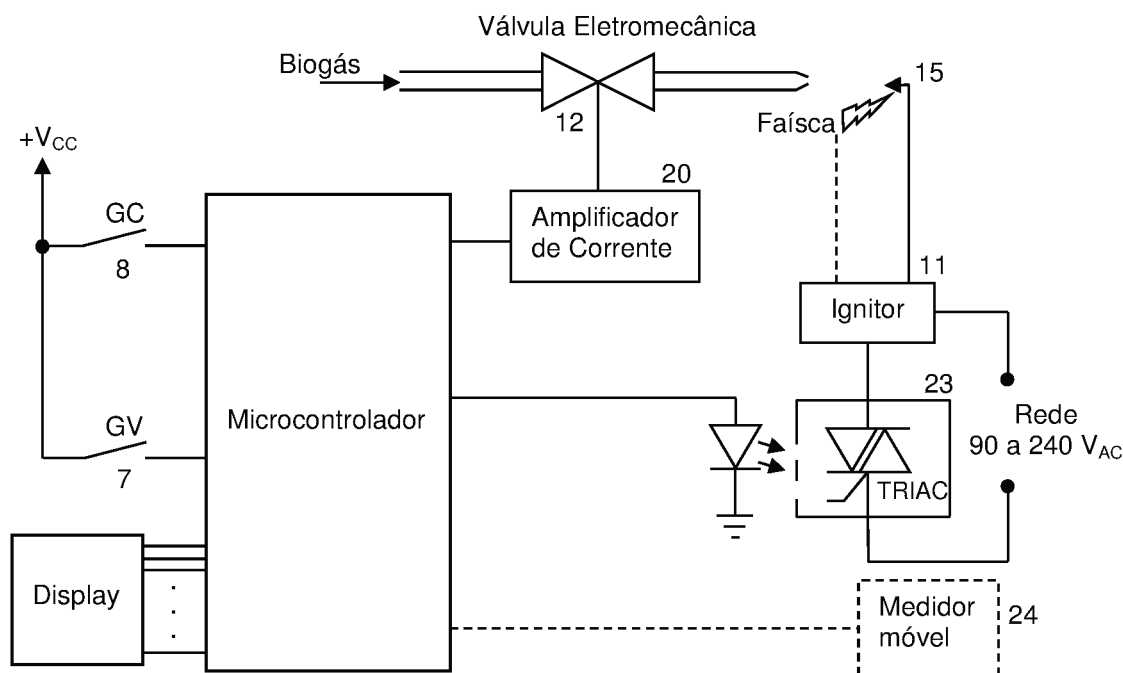 Válvula Eletromecânica
Biogás
15
12
Faísca
+VCC
20
GC
Amplificador
de Corrente
8
11
Ignitor
23
GV
Microcontrolador
Rede
90 a 240 VAC
7
TRIAC
Display
Medidor
móvel
24